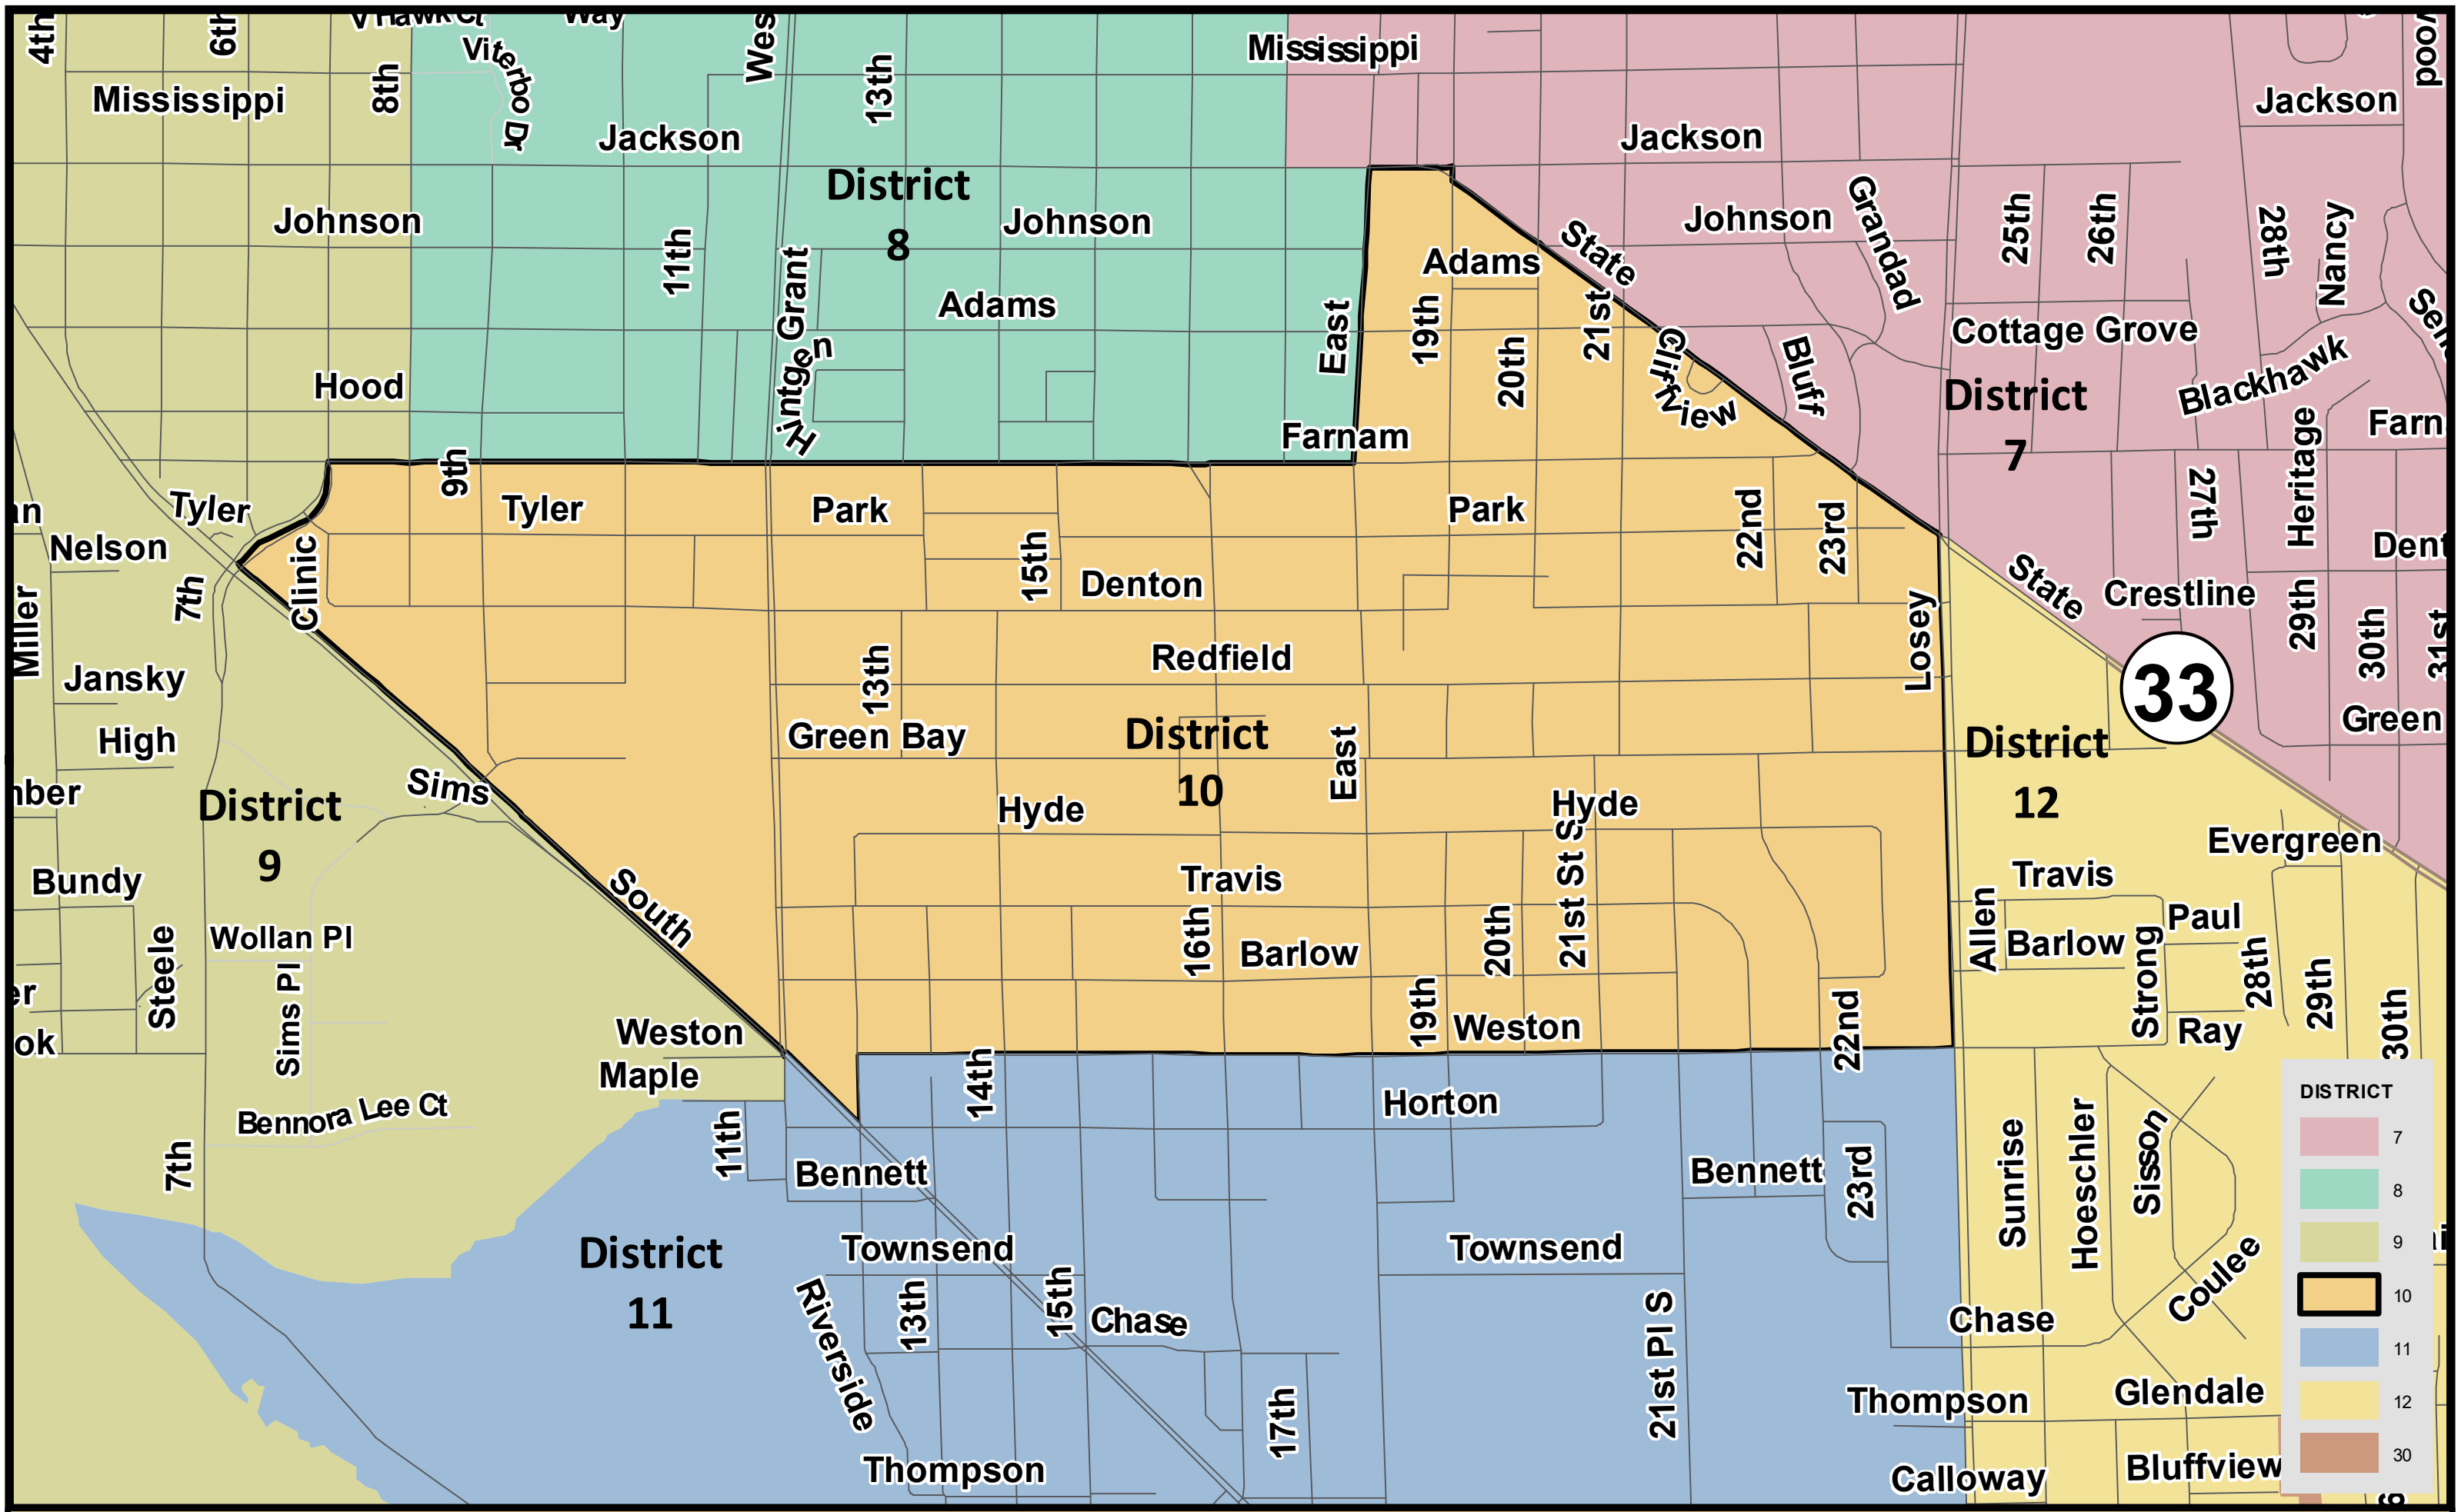 4th
6th
V Hawk Ct
Way
Wes
Mississippi
Mississippi
8th
Viterbo Dr
13th
Jackson
Jackson
Jackson
District
8
Johnson
Johnson
Johnson
11th
Grant
Hintgen
Adams
Adams
State
Grandad
25th
26th
28th
Nancy
Hood
East
19th
20th
21st
Cliffview
Bluff
Cottage Grove
Blackhawk
District
7
Farnam
Farn
9th
Tyler
Tyler
Park
Park
22nd
23rd
27th
Heritage
Nelson
Clinic
7th
Miller
15th
Denton
Dent
State
Crestline
29th
30th
31st
Losey
Jansky
Redfield
33
High
13th
Green Bay
District
10
East
District
12
Green
Sims
District
9
Hyde
Hyde
Evergreen
Bundy
South
Travis
21st St S
Travis
Allen
Paul
Steele
Wollan Pl
Sims Pl
16th
Barlow
20th
Barlow
Strong
28th
29th
30th
ok
Weston
19th
Weston
22nd
Ray
Maple
14th
Horton
Bennora Lee Ct
11th
7th
Bennett
Bennett
23rd
Sunrise
Hoeschler
Sisson
Coulee
District
11
Townsend
Townsend
Riverside
13th
15th
Chase
21st Pl S
Chase
17th
Thompson
Glendale
Thompson
Calloway
Bluffview
DISTRICT
7
8
9
10
11
12
30